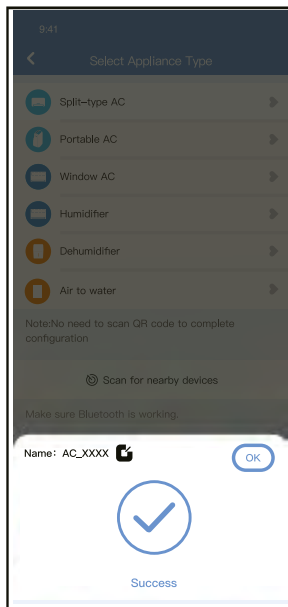 9:41
Select Appliance Type
Split-type AC
Portable AC
Window AC
Humidifier
Dehumidifier
Air to water
Note:No need to scan QR code to complete
configuration
Scan for nearby devices
Make sure Bluetooth is working.
Name: AC_XXXX
OK
Success